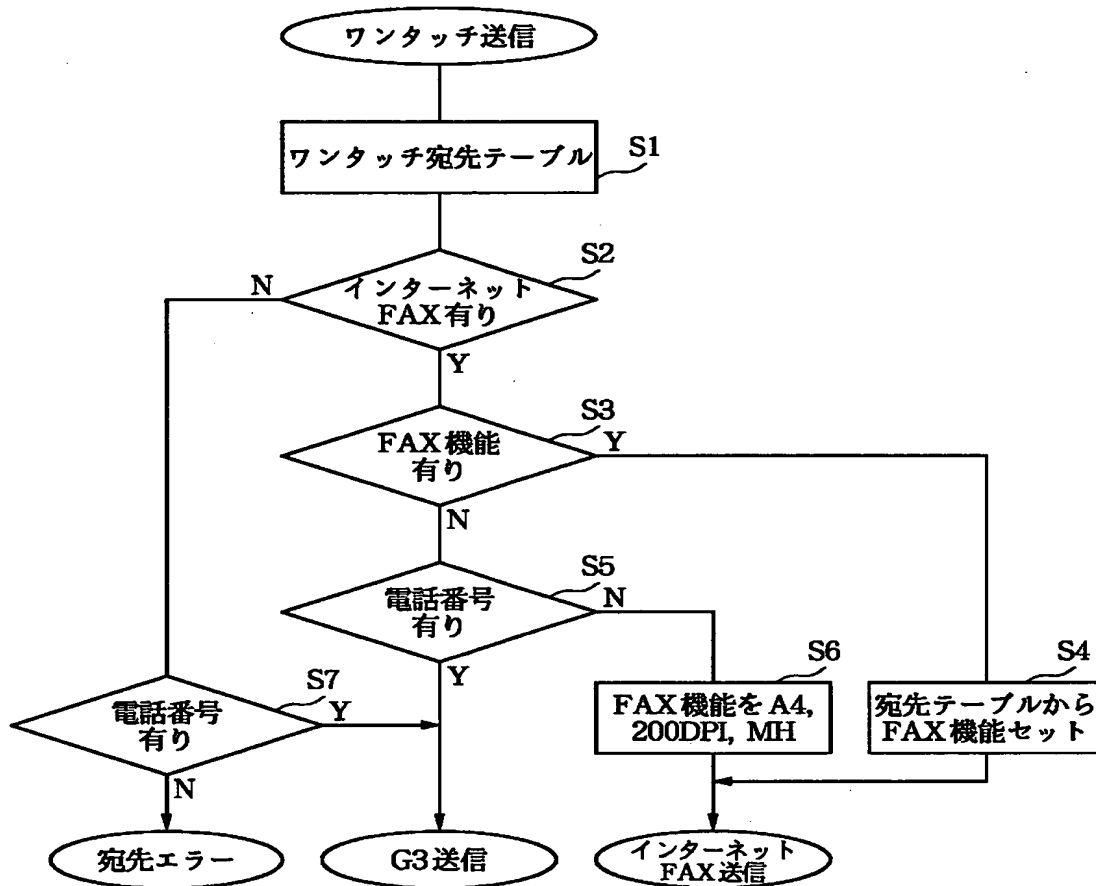 ワンタッチ送信
ワンタッチ宛先テーブル
S1
S2
インターネット
FAX有り
N
Y
S3
FAX機能
有り
Y
N
S5
電話番号
有り
N
Y
S6
FAX機能をA4,
200DPI, MH
S4
宛先テーブルから
FAX機能セット
S7
電話番号
有り
Y
N
宛先エラー
G3送信
インターネット
FAX送信